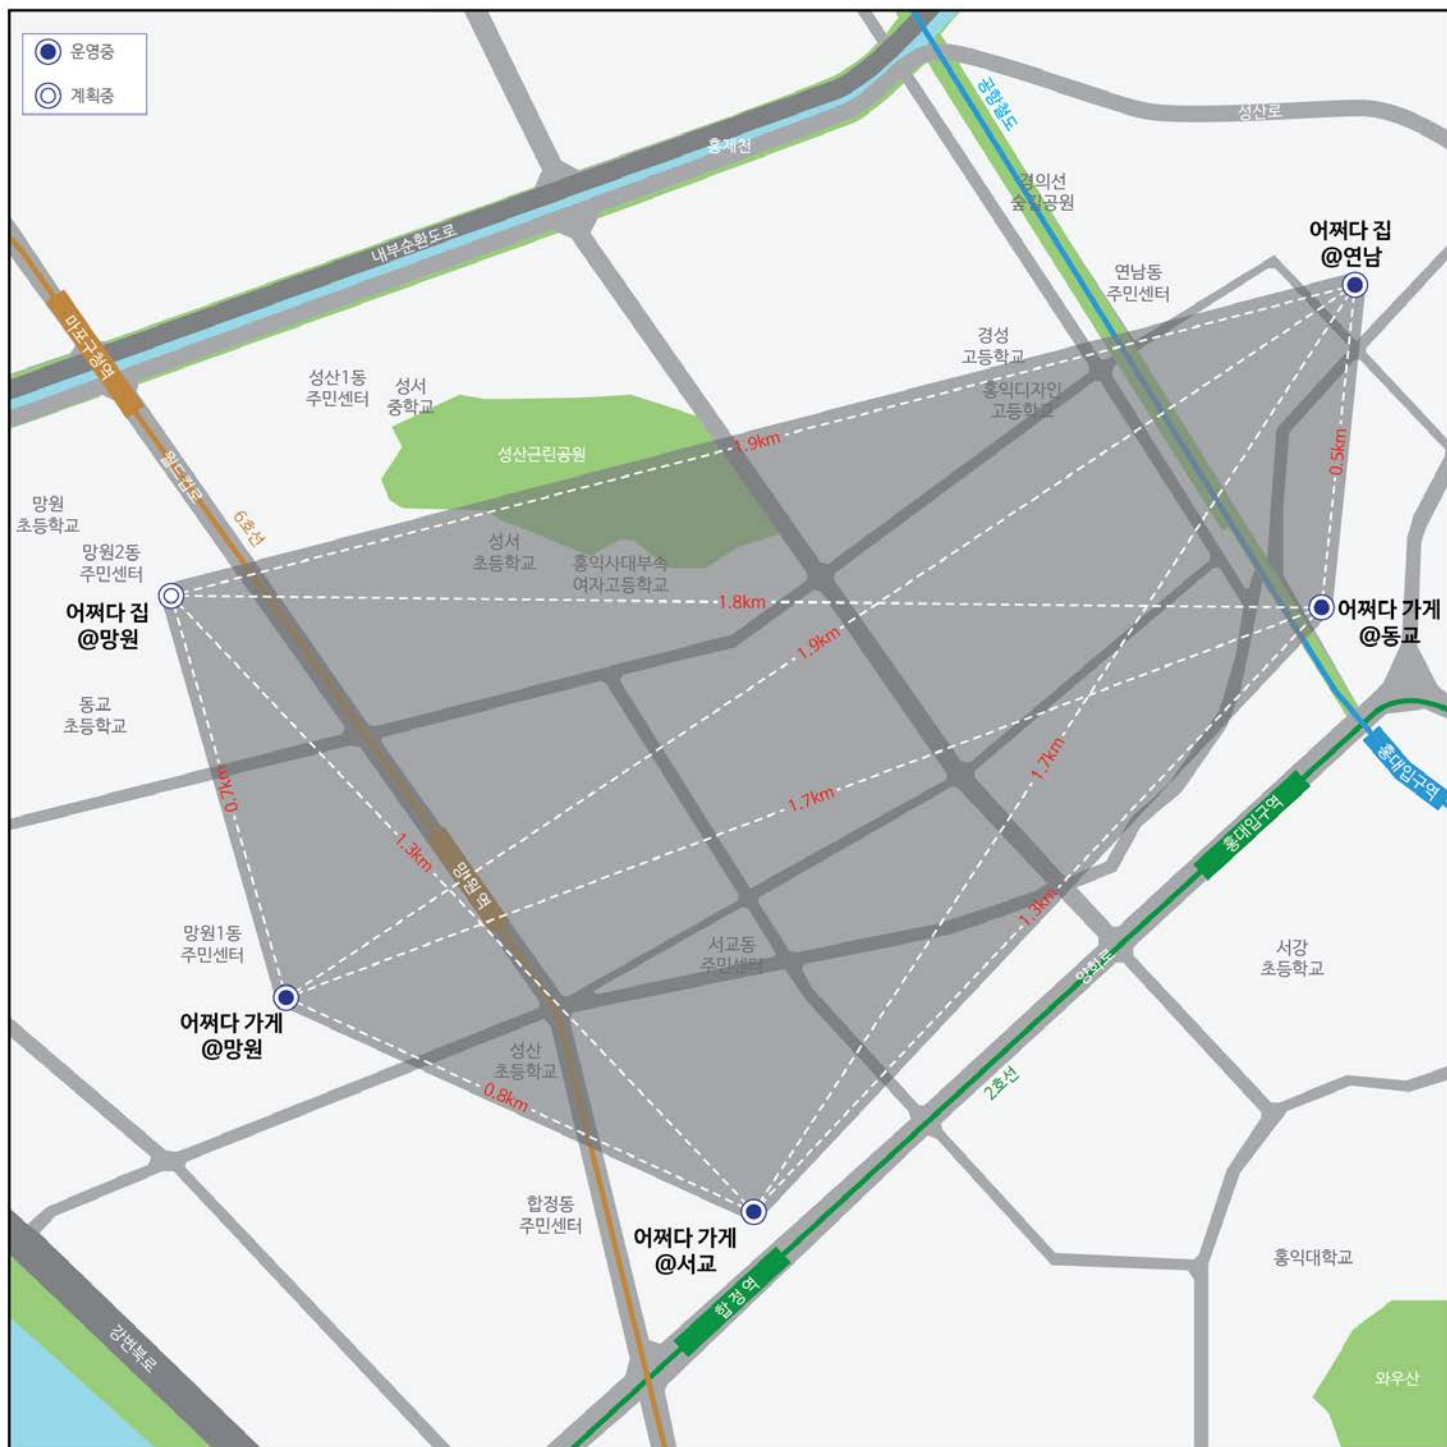 운영중
계획중
공항철도
성산로
홍제천
경의선
숲길공원
내부순환도로
어쩌다 집
@연남
연남동
주민센터
마포구청역
경성
고등학교
성산1동
주민센터
성서
중학교
홍익디자인
고등학교
성산근린공원
1.9km
0.5km
월드컵로
망원
초등학교
6호선
망원2동
주민센터
성서
초등학교
홍익사대부속
여자고등학교
어쩌다 집
@망원
1.8km
어쩌다 가게
@동교
1.9km
동교
초등학교
0.7km
1.7km
1.7km
홍대입구역
홍대입구역
1.3km
망원역
1.3km
망원1동
주민센터
서교동
주민센터
양화로
서강
초등학교
어쩌다 가게
@망원
성산
초등학교
0.8km
2호선
합정동
주민센터
어쩌다 가게
@서교
홍익대학교
합정역
강변북로
와우산